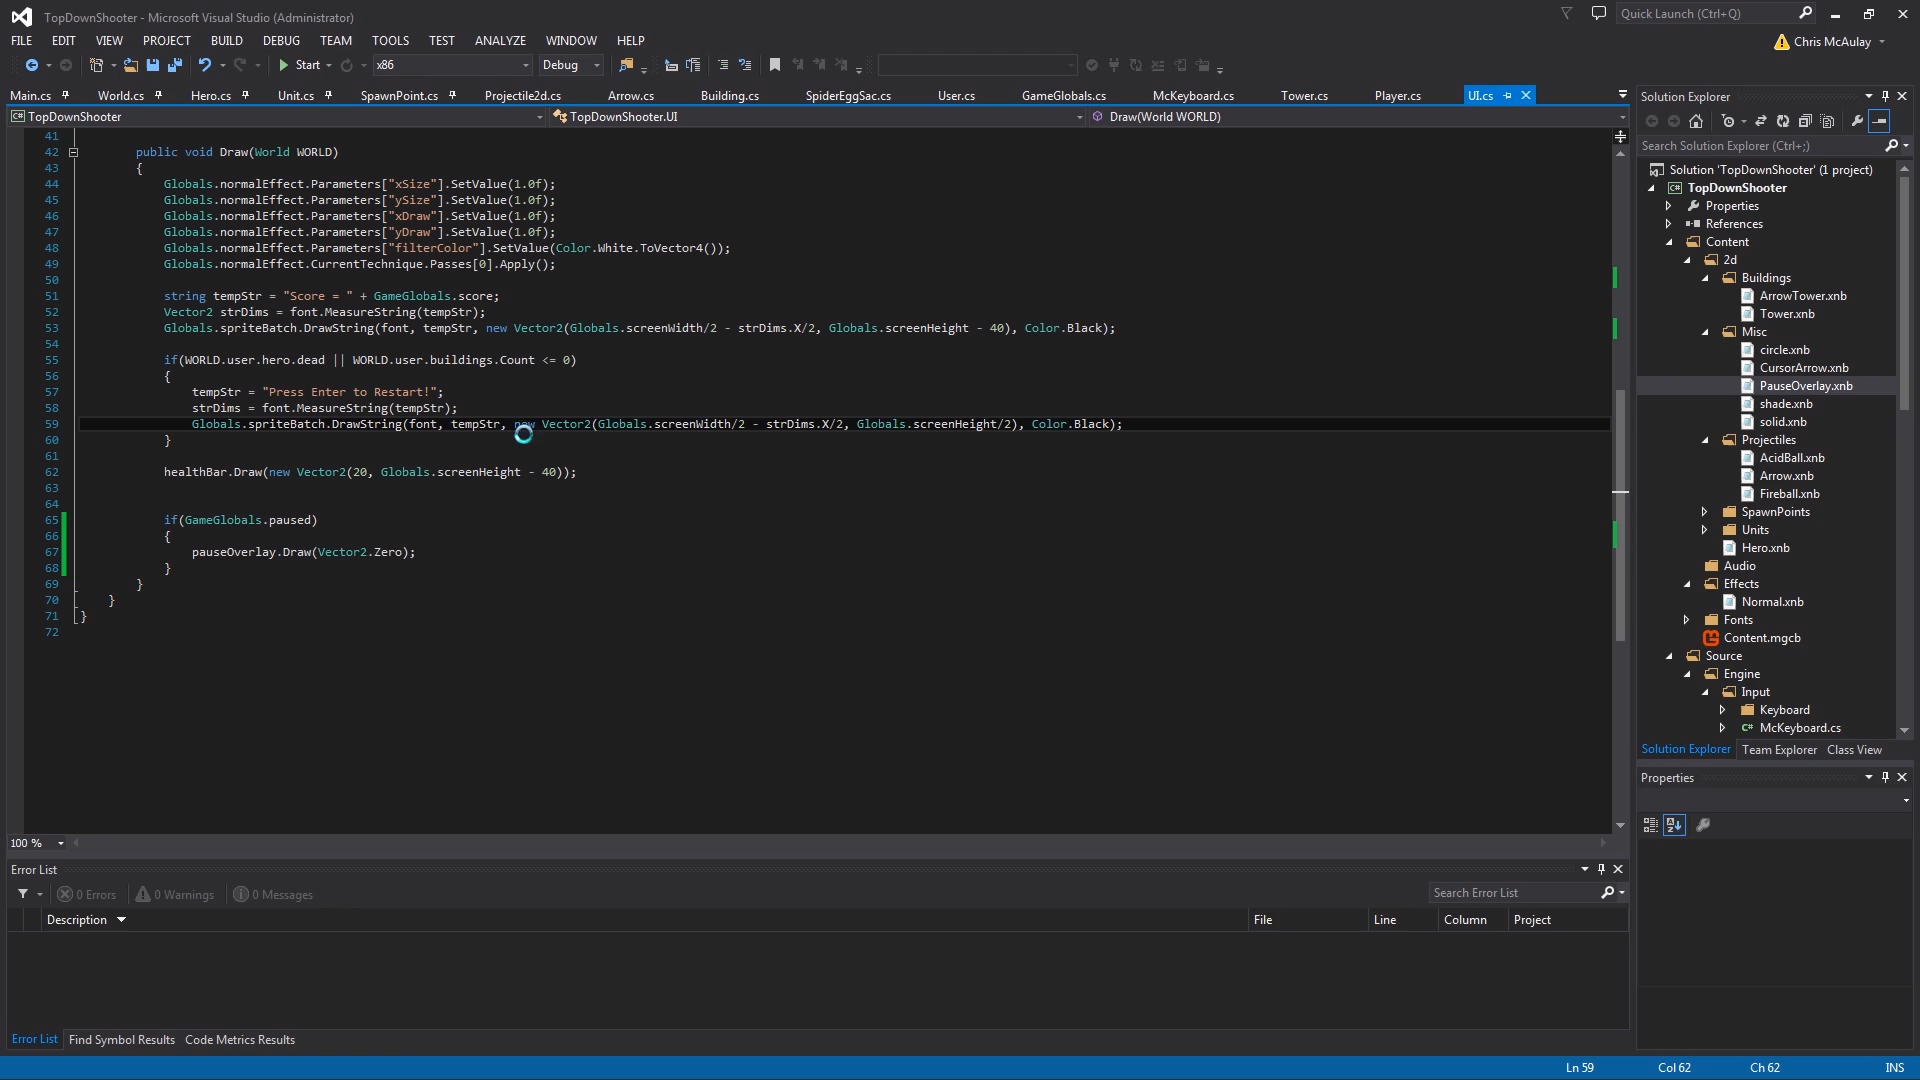 TopDownShooter - Microsoft Visual Studio (Administrator)
Quick Launch (Ctrl+Q)
FILE EDIT VIEW PROJECT BUILD DEBUG TEAM TOOLS TEST ANALYZE WINDOW HELP
Chris McAulay
Start x86 Debug
Main.cs World.cs Hero.cs Unit.cs SpawnPoint.cs Projectile2d.cs Arrow.cs Building.cs SpiderEggSac.cs User.cs GameGlobals.cs McKeyboard.cs Tower.cs Player.cs UI.cs
TopDownShooter TopDownShooter.UI Draw(World WORLD)
41
42 public void Draw(World WORLD)
43 {
44 Globals.normalEffect.Parameters["xSize"].SetValue(1.0f);
45 Globals.normalEffect.Parameters["ySize"].SetValue(1.0f);
46 Globals.normalEffect.Parameters["xDraw"].SetValue(1.0f);
47 Globals.normalEffect.Parameters["yDraw"].SetValue(1.0f);
48 Globals.normalEffect.Parameters["filterColor"].SetValue(Color.White.ToVector4());
49 Globals.normalEffect.CurrentTechnique.Passes[0].Apply();
50
51 string tempStr = "Score = " + GameGlobals.score;
52 Vector2 strDims = font.MeasureString(tempStr);
53 Globals.spriteBatch.DrawString(font, tempStr, new Vector2(Globals.screenWidth/2 - strDims.X/2, Globals.screenHeight - 40), Color.Black);
54
55 if(WORLD.user.hero.dead || WORLD.user.buildings.Count <= 0)
56 {
57 tempStr = "Press Enter to Restart!";
58 strDims = font.MeasureString(tempStr);
59 Globals.spriteBatch.DrawString(font, tempStr, new Vector2(Globals.screenWidth/2 - strDims.X/2, Globals.screenHeight/2), Color.Black);
60 }
61
62 healthBar.Draw(new Vector2(20, Globals.screenHeight - 40));
63
64
65 if(GameGlobals.paused)
66 {
67 pauseOverlay.Draw(Vector2.Zero);
68 }
69 }
70 }
71 }
72
100 %
Solution Explorer
Search Solution Explorer (Ctrl+;)
Solution 'TopDownShooter' (1 project)
TopDownShooter
Properties
References
Content
2d
Buildings
ArrowTower.xnb
Tower.xnb
Misc
circle.xnb
CursorArrow.xnb
PauseOverlay.xnb
shade.xnb
solid.xnb
Projectiles
AcidBall.xnb
Arrow.xnb
Fireball.xnb
SpawnPoints
Units
Hero.xnb
Audio
Effects
Normal.xnb
Fonts
Content.mgcb
Source
Engine
Input
Keyboard
McKeyboard.cs
Solution Explorer Team Explorer Class View
Properties
Error List
0 Errors 0 Warnings 0 Messages
Search Error List
Description File Line Column Project
Error List Find Symbol Results Code Metrics Results
Ln 59 Col 62 Ch 62 INS